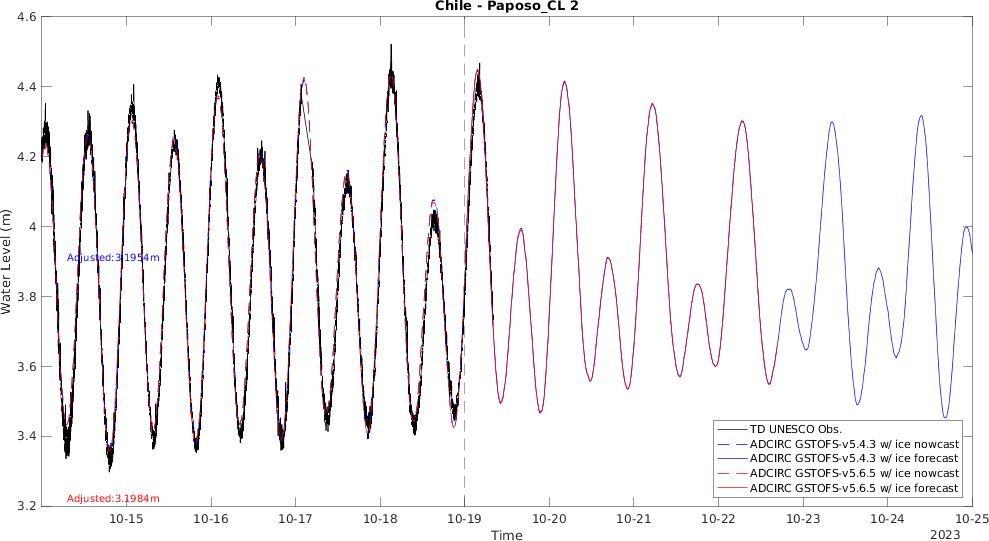 Chile - Paposo_CL 2
Water Level (m)
4.6
4.4
4.2
4
3.8
3.6
3.4
3.2
Adjusted:3.1954m
Adjusted:3.1984m
TD UNESCO Obs.
ADCIRC GSTOFS-v5.4.3 w/ ice nowcast
ADCIRC GSTOFS-v5.4.3 w/ ice forecast
ADCIRC GSTOFS-v5.6.5 w/ ice nowcast
ADCIRC GSTOFS-v5.6.5 w/ ice forecast
10-15 10-16 10-17 10-18 10-19 10-20 10-21 10-22 10-23 10-24 10-25
Time
2023